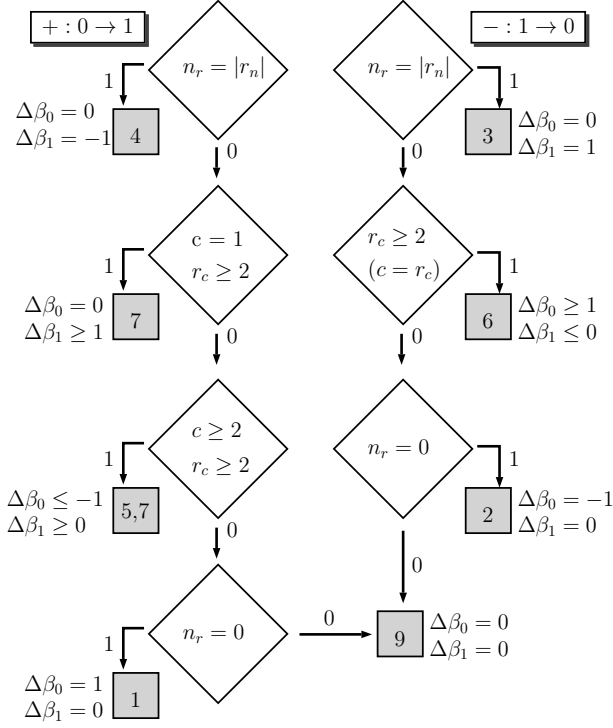 + : 0 → 1
− : 1 → 0
n_r = |r_n|
n_r = |r_n|
1
1
Δβ_0 = 0
Δβ_1 = −1
4
3
Δβ_0 = 0
Δβ_1 = 1
0
0
c = 1
r_c ≥ 2
r_c ≥ 2
(c = r_c)
1
1
Δβ_0 = 0
Δβ_1 ≥ 1
7
6
Δβ_0 ≥ 1
Δβ_1 ≤ 0
0
0
c ≥ 2
r_c ≥ 2
n_r = 0
1
1
Δβ_0 ≤ −1
Δβ_1 ≥ 0
5,7
2
Δβ_0 = −1
Δβ_1 = 0
0
0
n_r = 0
0
1
9
Δβ_0 = 0
Δβ_1 = 0
Δβ_0 = 1
Δβ_1 = 0
1